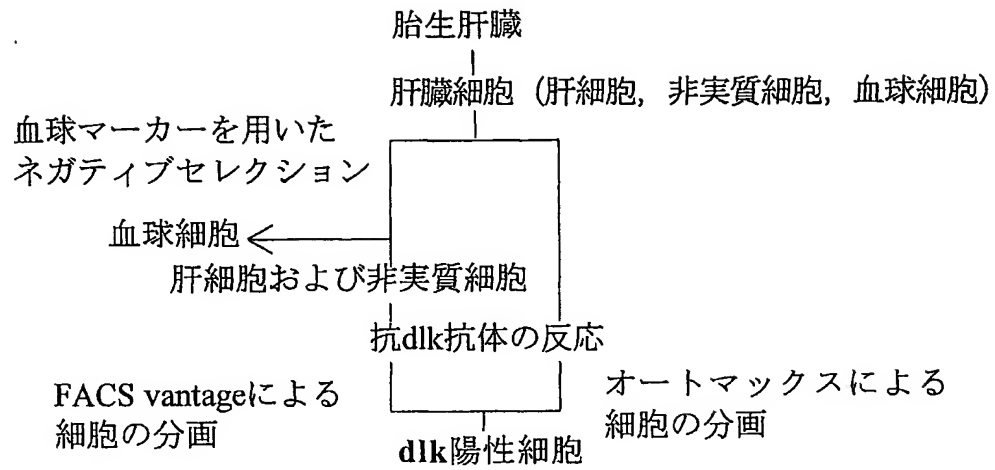 胎生肝臓
肝臓細胞（肝細胞，非実質細胞，血球細胞）
血球マーカーを用いた
ネガティブセレクション
血球細胞
肝細胞および非実質細胞
抗dlk抗体の反応
FACS vantageによる
細胞の分画
オートマックスによる
細胞の分画
dlk陽性細胞